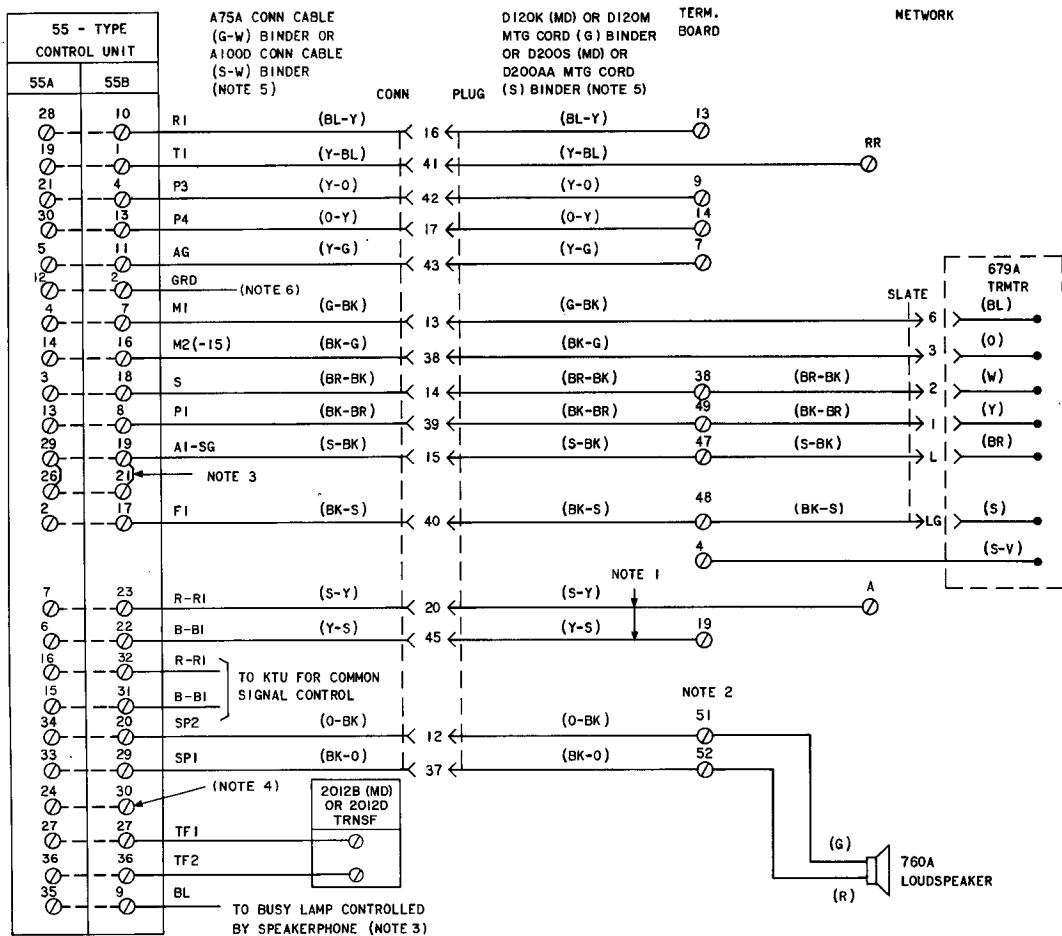 55 - TYPE
CONTROL UNIT
55A 55B
A75A CONN CABLE
(G-W) BINDER OR
A100D CONN CABLE
(S-W) BINDER
(NOTE 5)
CONN PLUG
D120K (MD) OR D120M
MTG CORD (G) BINDER
OR D200S (MD) OR
D200AA MTG CORD
(S) BINDER (NOTE 5)
TERM.
BOARD
NETWORK
28 10 R1 (BL-Y) 16 (BL-Y) 13
19 1 T1 (Y-BL) 41 (Y-BL) RR
21 4 P3 (Y-O) 42 (Y-O) 9
30 13 P4 (O-Y) 17 (O-Y) 14
5 11 AG (Y-G) 43 (Y-G) 7
12 2 GRD (NOTE 6)
679A
TRMTR
SLATE
4 7 M1 (G-BK) 13 (G-BK) 6 (BL)
14 16 M2(-15) (BK-G) 38 (BK-G) 3 (O)
3 18 S (BR-BK) 14 (BR-BK) 38 (BR-BK) 2 (W)
13 8 P1 (BK-BR) 39 (BK-BR) 49 (BK-BR) 1 (Y)
29 19 A1-SG (S-BK) 15 (S-BK) 47 (S-BK) L (BR)
26 21 NOTE 3
2 17 F1 (BK-S) 40 (BK-S) 48 (BK-S) LG (S)
4 (S-V)
NOTE 1
7 23 R-R1 (S-Y) 20 (S-Y) A
6 22 B-B1 (Y-S) 45 (Y-S) 19
16 32 R-R1
15 31 B-B1
TO KTU FOR COMMON
SIGNAL CONTROL
NOTE 2
34 20 SP2 (O-BK) 12 (O-BK) 51
33 29 SP1 (BK-O) 37 (BK-O) 52
24 30 (NOTE 4)
2012B (MD)
OR 2012D
TRNSF
27 27 TF1
36 36 TF2
(G)
(R)
760A
LOUDSPEAKER
35 9 BL
TO BUSY LAMP CONTROLLED
BY SPEAKERPHONE (NOTE 3)